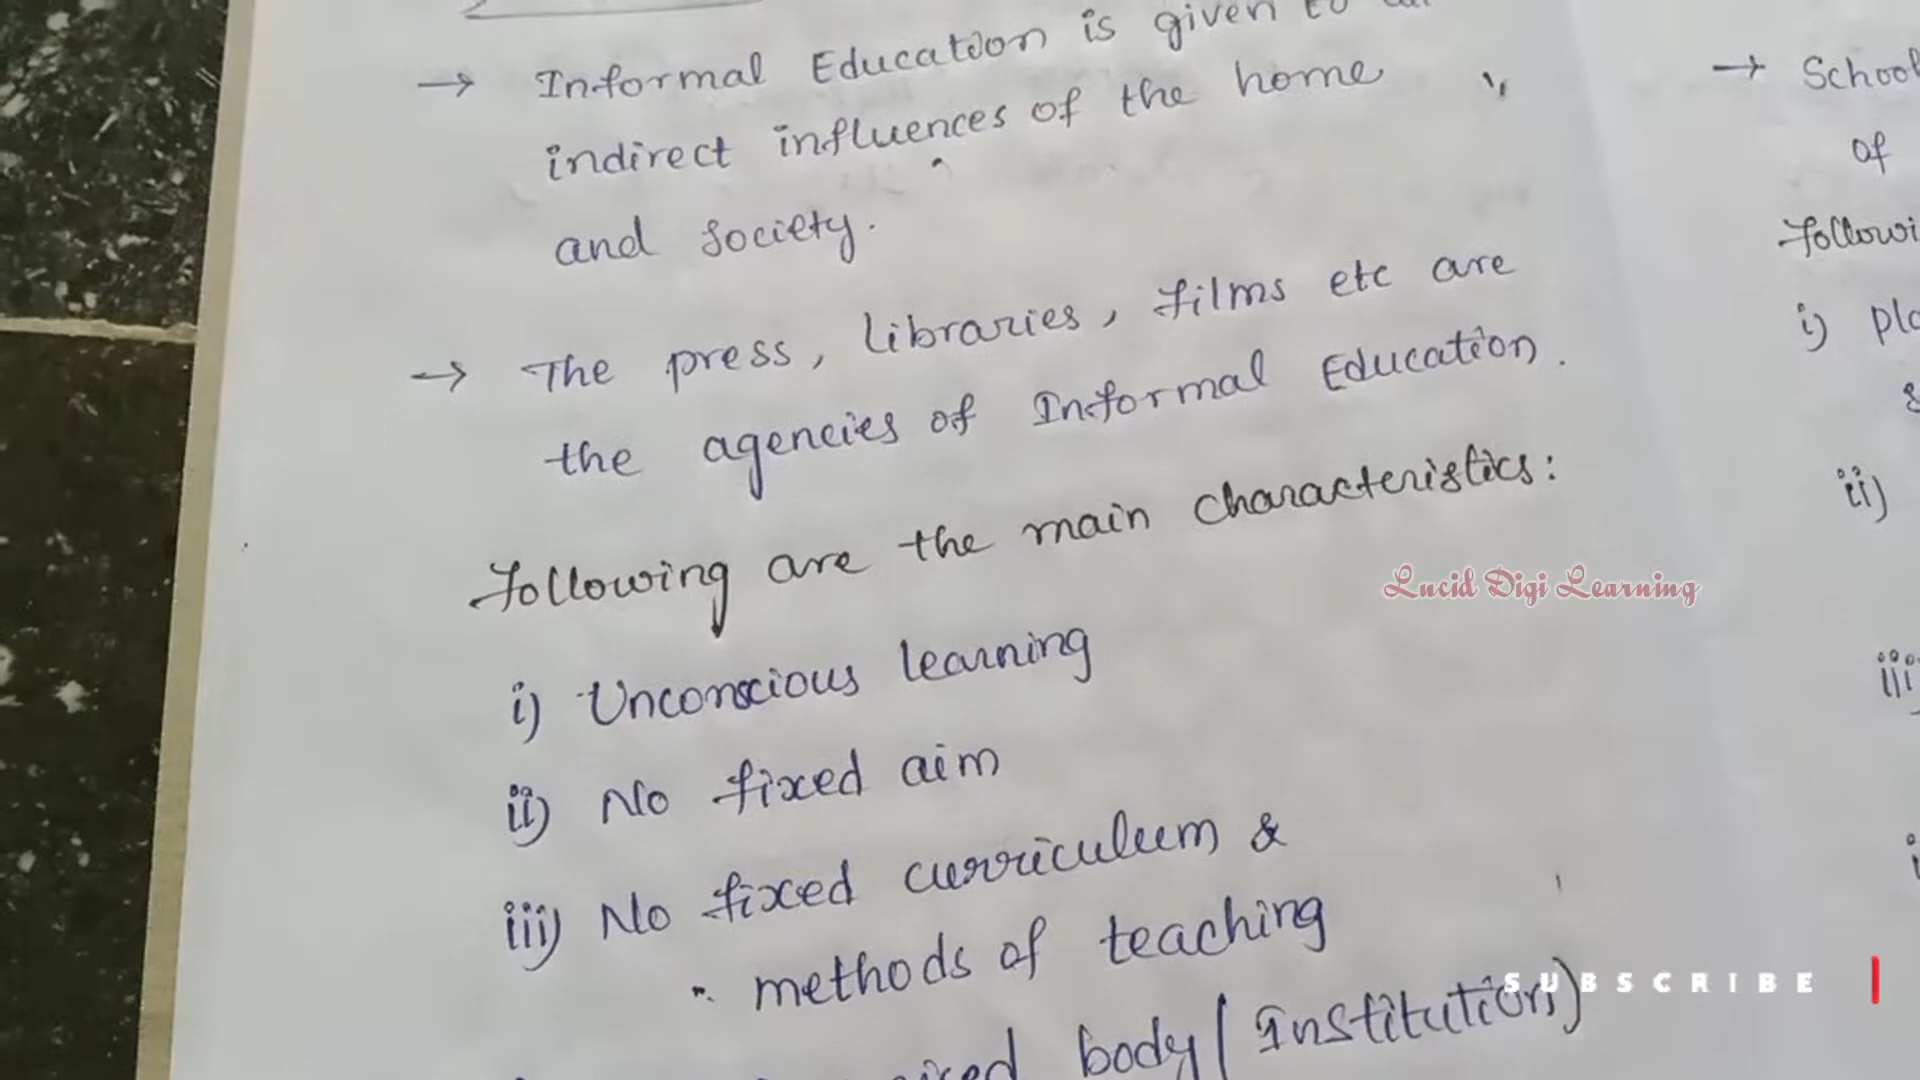 → Informal Education is given to
indirect influences of the home
and society.
→ The press, libraries, films etc are
the agencies of Informal Education.
Following are the main characteristics:
i) Unconscious learning
ii) No fixed aim
iii) No fixed curriculum &
methods of teaching
body (Institution)
→ School
of
i)
ii)
iii
Lucid Digi Learning
SUBSCRIBE